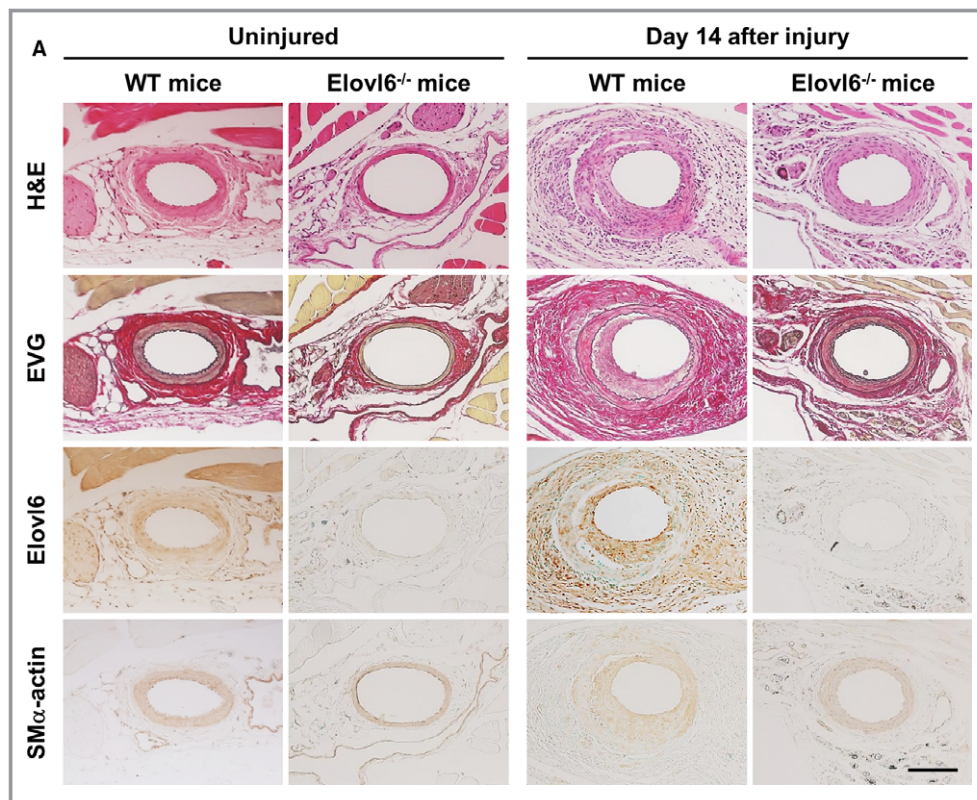 A
Uninjured
Day 14 after injury
WT mice
Elovl6⁻/⁻ mice
WT mice
Elovl6⁻/⁻ mice
H&E
EVG
Elovl6
SMα-actin